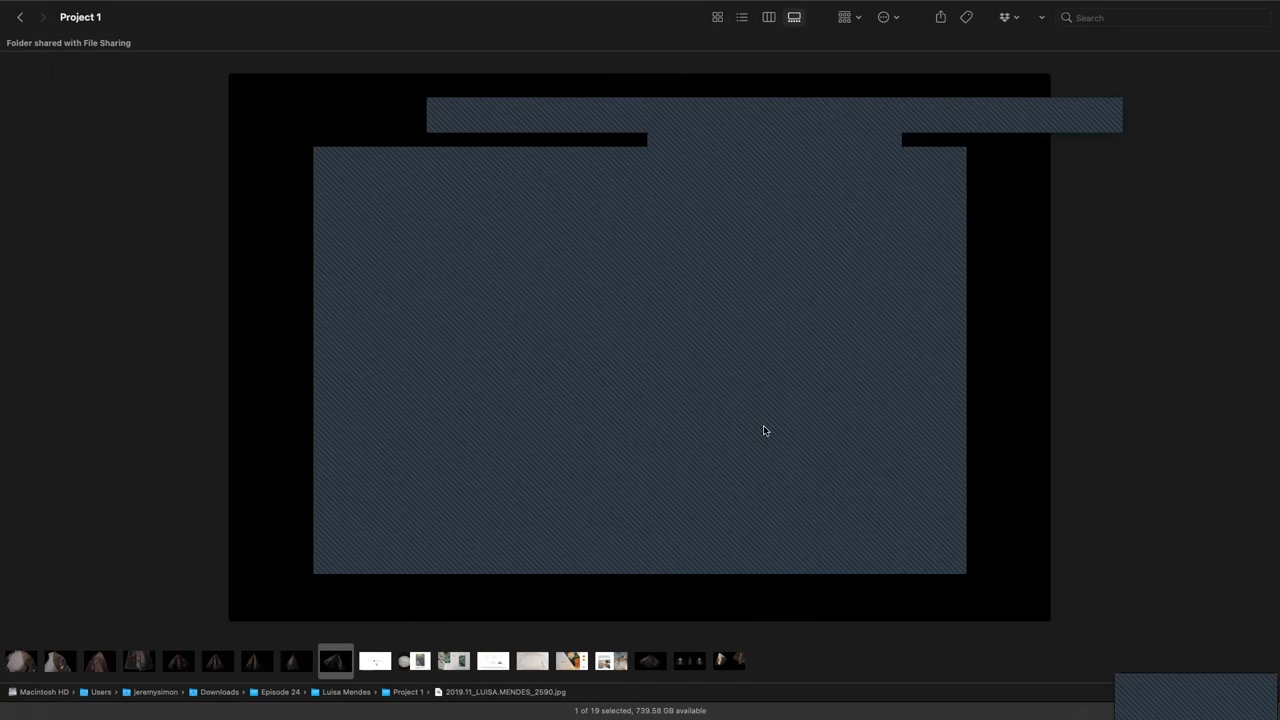 Project 1
Search
Folder shared with File Sharing
Macintosh HD › Users › jeremysimon › Downloads › Episode 24 › Luisa Mendes › Project 1 › 2019.11_LUISA.MENDES_2590.jpg
1 of 19 selected, 739.58 GB available